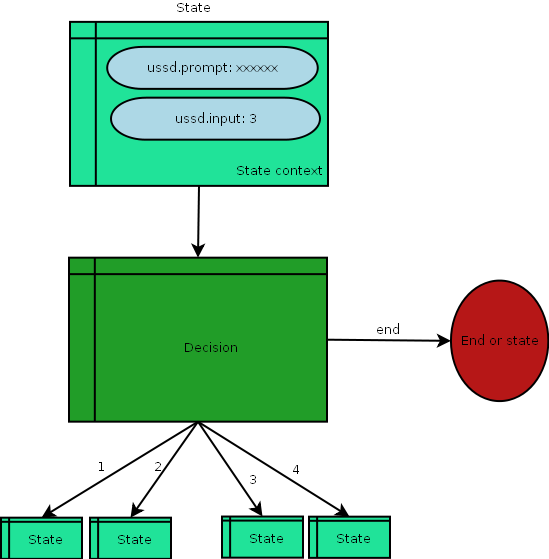 State
ussd.prompt: xxxxxx
ussd.input: 3
State context
Decision
end
End or state
1
2
3
4
State
State
State
State